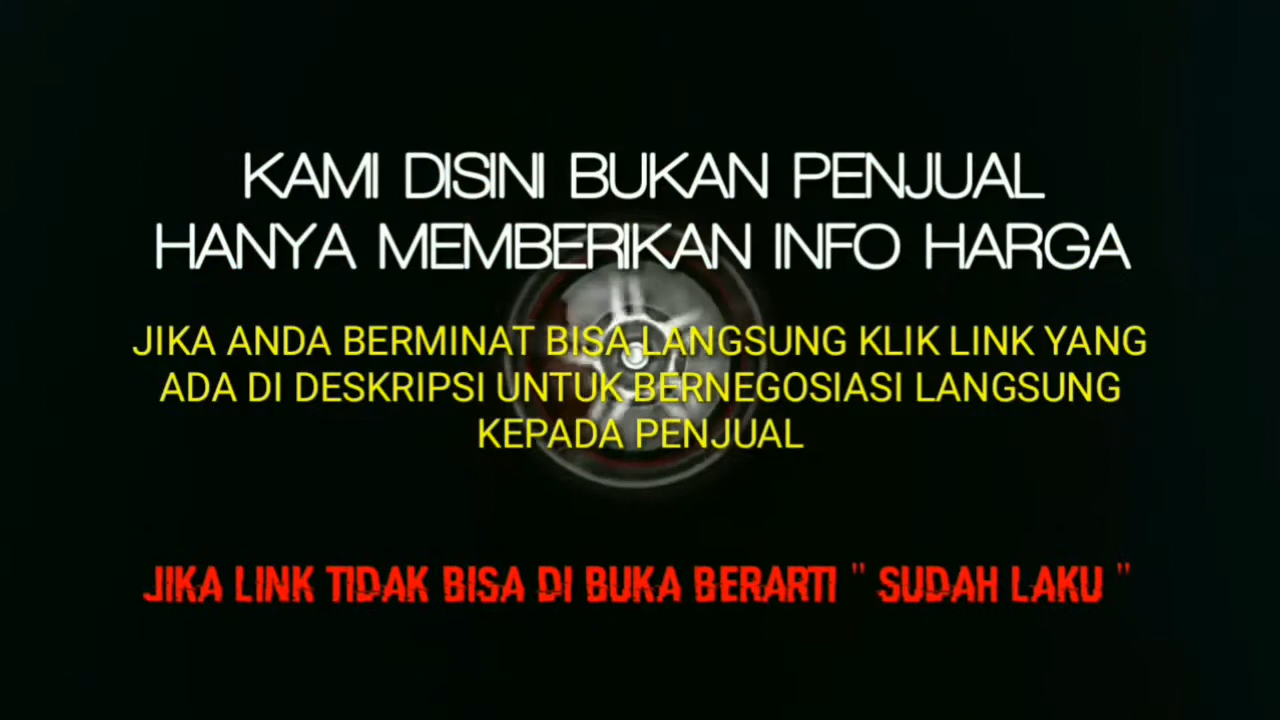 KAMI DISINI BUKAN PENJUAL
HANYA MEMBERIKAN INFO HARGA
JIKA ANDA BERMINAT BISA LANGSUNG KLIK LINK YANG
ADA DI DESKRIPSI UNTUK BERNEGOSIASI LANGSUNG
KEPADA PENJUAL
JIKA LINK TIDAK BISA DI BUKA BERARTI " SUDAH LAKU "